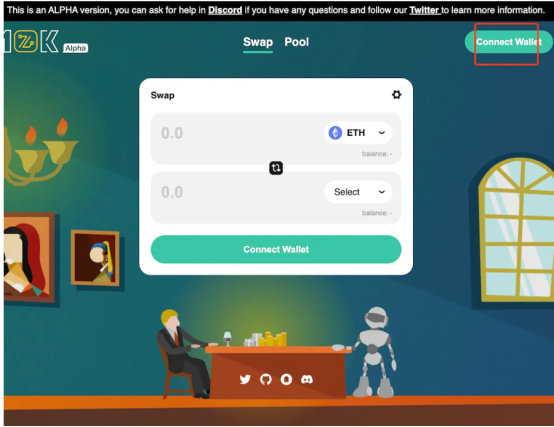 This is an ALPHA version, you can ask for help in Discord if you have any questions and follow our Twitter to learn more information.
10K Alpha
Swap Pool
Connect Wallet
Swap
0.0
ETH
balance: -
0.0
Select
balance: -
Connect Wallet